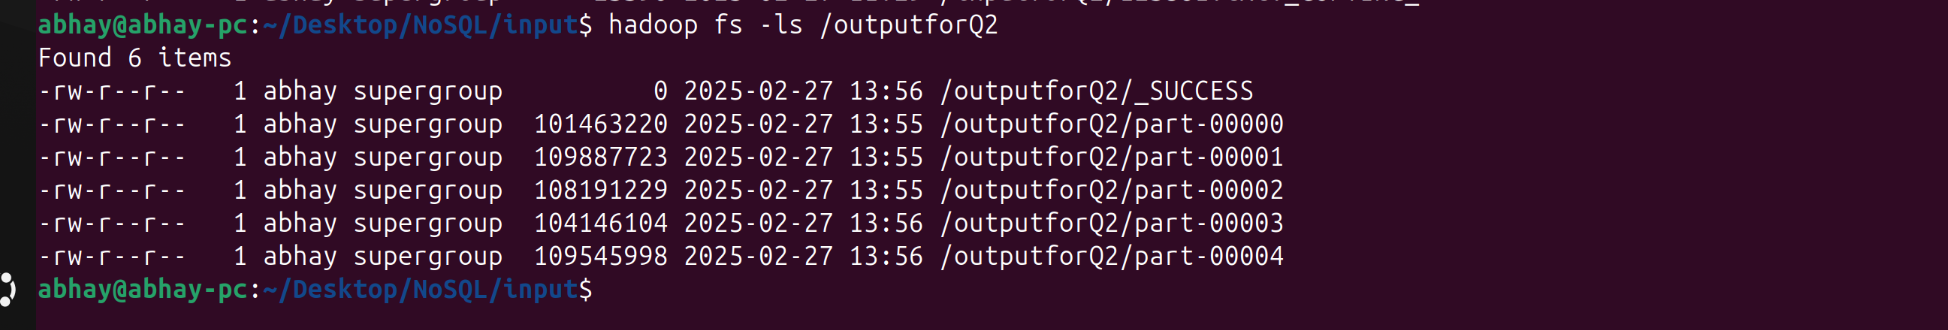 abhay@abhay-pc:~/Desktop/NoSQL/input$ hadoop fs -ls /outputforQ2
Found 6 items
-rw-r--r--   1 abhay supergroup          0 2025-02-27 13:56 /outputforQ2/_SUCCESS
-rw-r--r--   1 abhay supergroup  101463220 2025-02-27 13:55 /outputforQ2/part-00000
-rw-r--r--   1 abhay supergroup  109887723 2025-02-27 13:55 /outputforQ2/part-00001
-rw-r--r--   1 abhay supergroup  108191229 2025-02-27 13:55 /outputforQ2/part-00002
-rw-r--r--   1 abhay supergroup  104146104 2025-02-27 13:56 /outputforQ2/part-00003
-rw-r--r--   1 abhay supergroup  109545998 2025-02-27 13:56 /outputforQ2/part-00004
abhay@abhay-pc:~/Desktop/NoSQL/input$